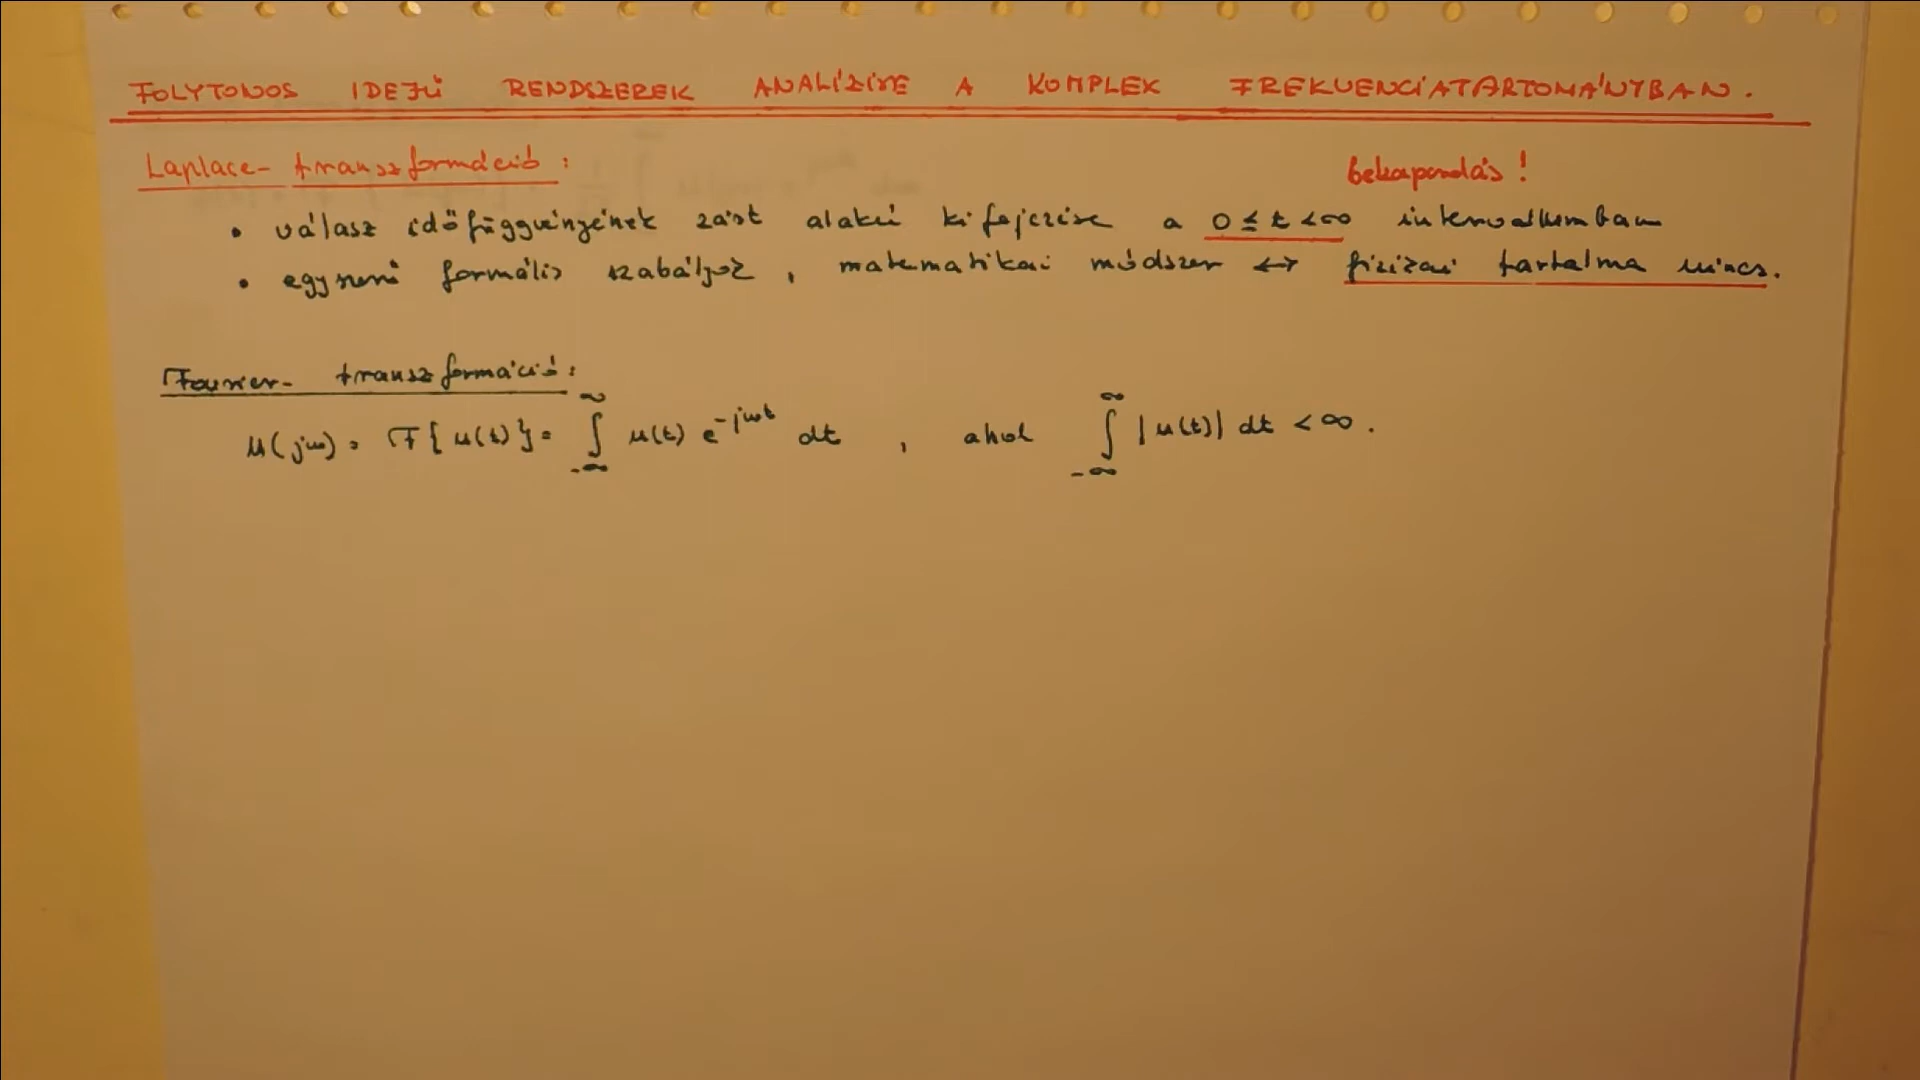 FOLYTONOS IDEJŰ RENDSZEREK ANALÍZISE A KOMPLEX FREKVENCIATARTOMÁNYBAN.
Laplace-transzformáció:
bekapcsolás!
• válasz időfüggvényének zárt alakú kifejezése a 0 ≤ t < ∞ intervallumban
• egyszerű formális szabályok, matematikai módszer ↔ fizikai tartalma nincs.
Fourier-transzformáció:
U(jω) = F{u(t)} = ∫_{-∞}^{∞} u(t) e^{-jωt} dt , ahol ∫_{-∞}^{∞} |u(t)| dt < ∞.